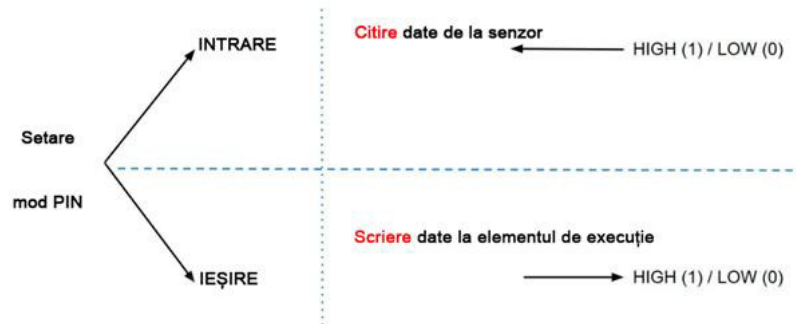 INTRARE
Citire date de la senzor
HIGH (1) / LOW (0)
Setare
mod PIN
Scriere date la elementul de execuție
IEȘIRE
HIGH (1) / LOW (0)